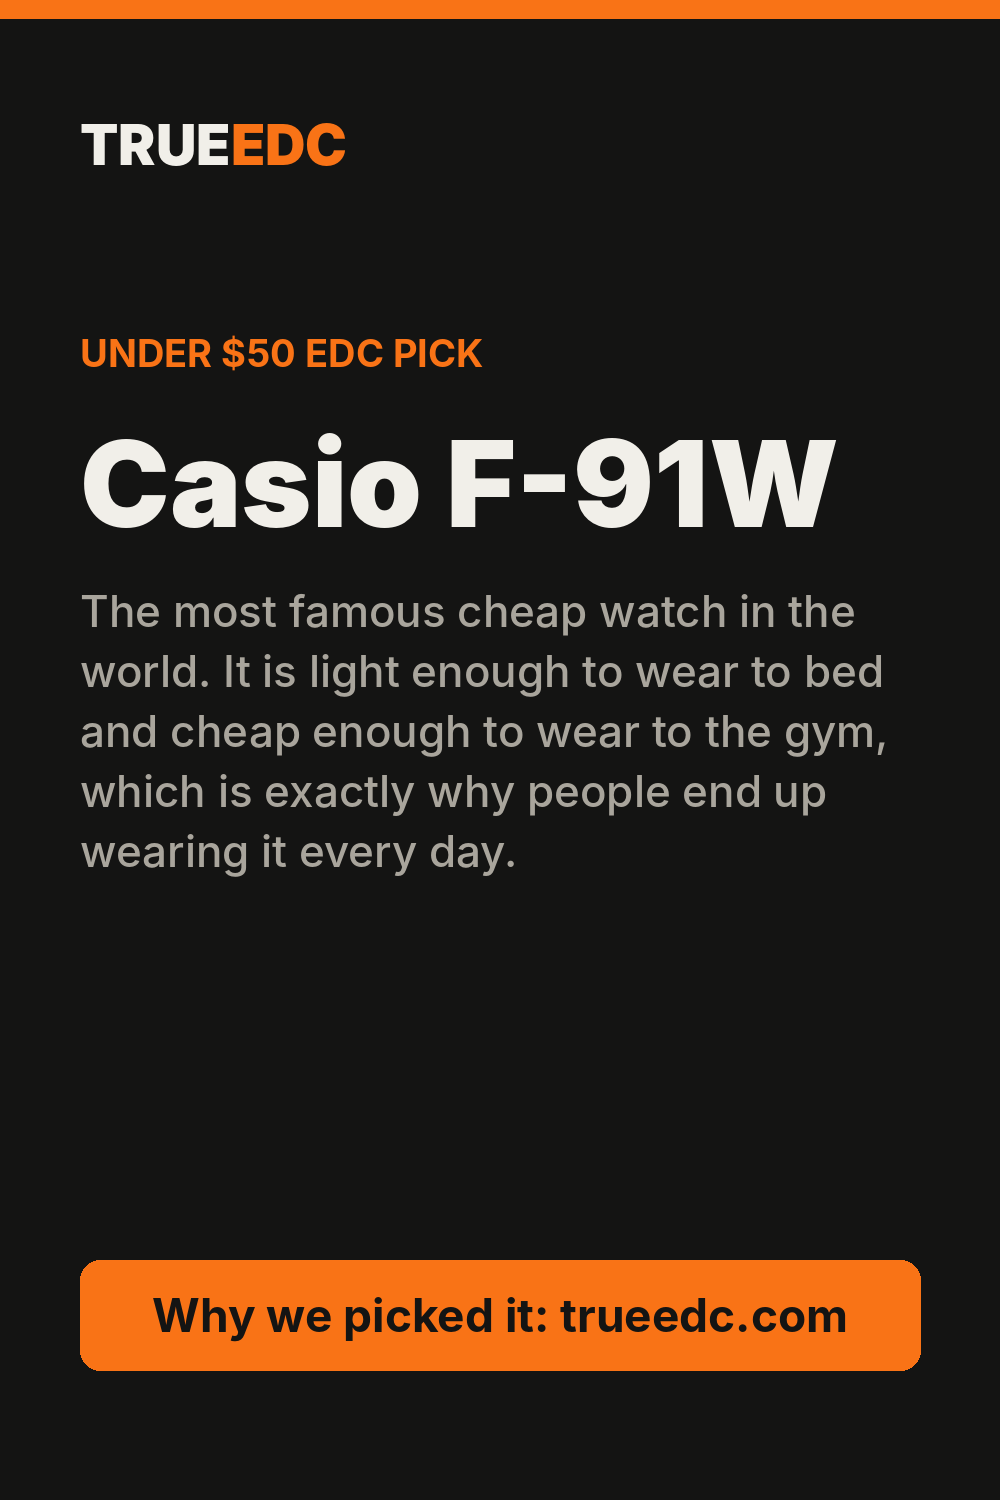 TRUEEDC
UNDER $50 EDC PICK
Casio F-91W
The most famous cheap watch in the
world. It is light enough to wear to bed
and cheap enough to wear to the gym,
which is exactly why people end up
wearing it every day.
Why we picked it: trueedc.com